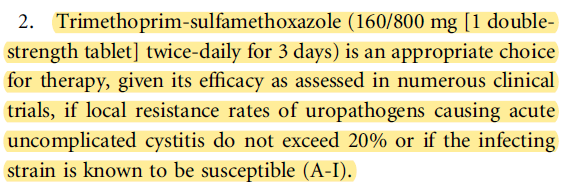 2. Trimethoprim-sulfamethoxazole (160/800 mg [1 double-
strength tablet] twice-daily for 3 days) is an appropriate choice
for therapy, given its efficacy as assessed in numerous clinical
trials, if local resistance rates of uropathogens causing acute
uncomplicated cystitis do not exceed 20% or if the infecting
strain is known to be susceptible (A-I).